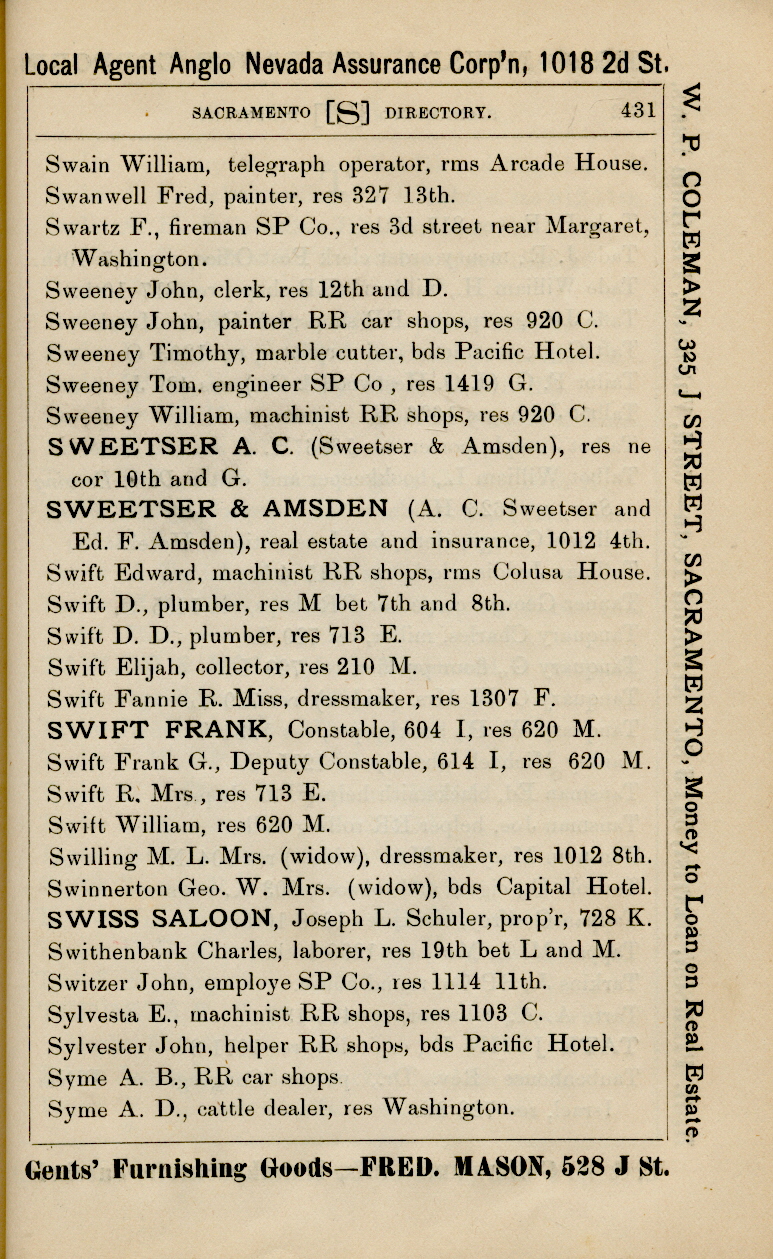 Local Agent Anglo Nevada Assurance Corp'n, 1018 2d St.
SACRAMENTO [S] DIRECTORY. 431
Swain William, telegraph operator, rms Arcade House.
Swanwell Fred, painter, res 327 13th.
Swartz F., fireman SP Co., res 3d street near Margaret,
Washington.
Sweeney John, clerk, res 12th and D.
Sweeney John, painter RR car shops, res 920 C.
Sweeney Timothy, marble cutter, bds Pacific Hotel.
Sweeney Tom. engineer SP Co , res 1419 G.
Sweeney William, machinist RR shops, res 920 C.
SWEETSER A. C. (Sweetser & Amsden), res ne
cor 10th and G.
SWEETSER & AMSDEN (A. C. Sweetser and
Ed. F. Amsden), real estate and insurance, 1012 4th.
Swift Edward, machinist RR shops, rms Colusa House.
Swift D., plumber, res M bet 7th and 8th.
Swift D. D., plumber, res 713 E.
Swift Elijah, collector, res 210 M.
Swift Fannie R. Miss, dressmaker, res 1307 F.
SWIFT FRANK, Constable, 604 I, res 620 M.
Swift Frank G., Deputy Constable, 614 I, res 620 M.
Swift R. Mrs., res 713 E.
Swift William, res 620 M.
Swilling M. L. Mrs. (widow), dressmaker, res 1012 8th.
Swinnerton Geo. W. Mrs. (widow), bds Capital Hotel.
SWISS SALOON, Joseph L. Schuler, prop'r, 728 K.
Swithenbank Charles, laborer, res 19th bet L and M.
Switzer John, employe SP Co., res 1114 11th.
Sylvesta E., machinist RR shops, res 1103 C.
Sylvester John, helper RR shops, bds Pacific Hotel.
Syme A. B., RR car shops.
Syme A. D., cattle dealer, res Washington.
Gents' Furnishing Goods—FRED. MASON, 528 J St.
W. P. COLEMAN, 325 J STREET, SACRAMENTO, Money to Loan on Real Estate.